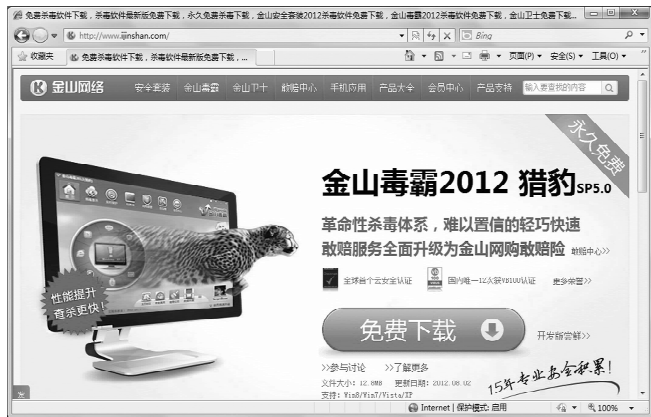 免费杀毒软件下载，杀毒软件最新版免费下载，永久免费杀毒下载，金山安全套装2012杀毒软件免费下载，金山毒霸2012杀毒软件免费下载，金山卫士免费下载...
http://www.ijinshan.com/
Bing
收藏夹
免费杀毒软件下载，杀毒软件最新版免费下载，...
页面(P)
安全(S)
工具(O)
金山网络
安全套装 金山毒霸 金山卫士 敢赔中心 手机应用 产品大全 会员中心 产品支持
输入要查找的内容
永久免费
金山毒霸2012 猎豹SP5.0
革命性杀毒体系，难以置信的轻巧快速
敢赔服务全面升级为金山网购敢赔险 敢赔中心>>
全球首个云安全认证 国内唯一12次获VB100认证 更多荣誉>>
性能提升
查杀更快！
免费下载
开发版尝鲜>>
>>参与讨论 >>了解更多
文件大小：12.8MB 更新日期：2012.08.02
支持：Win8/Win7/Vista/XP
15年专业安全积累！
Internet | 保护模式: 启用
100%